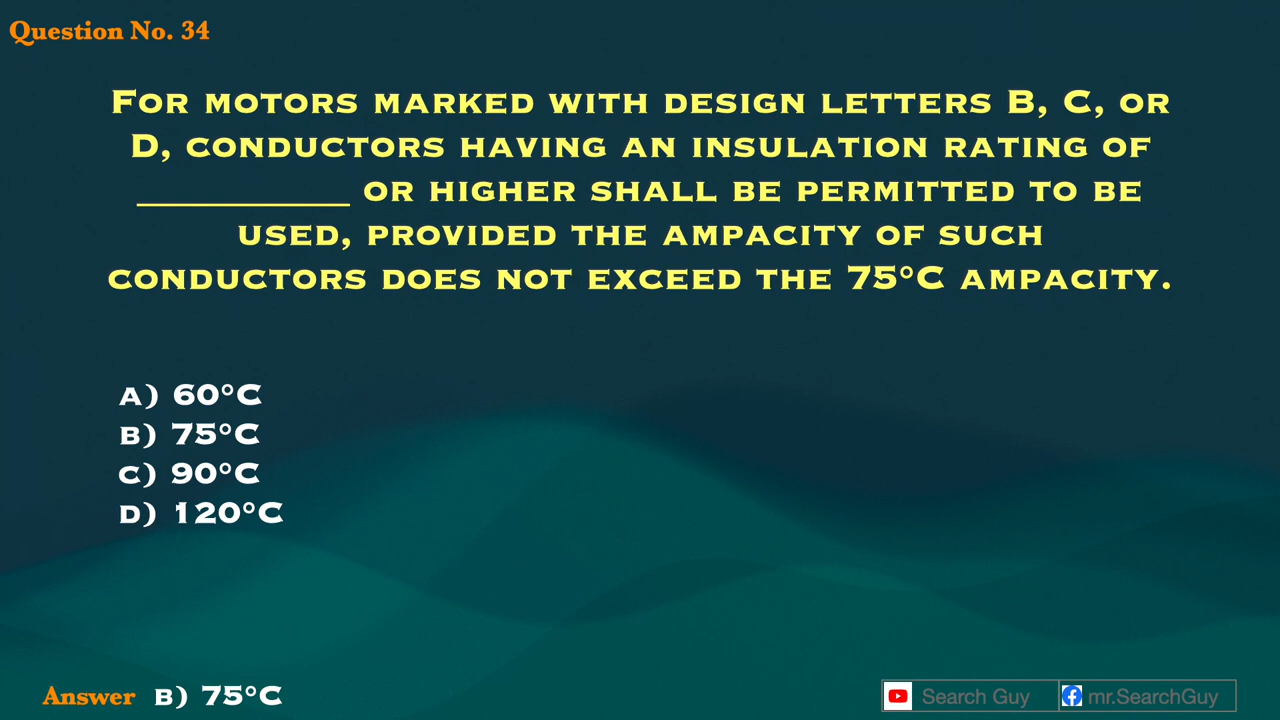 Question No. 34
For motors marked with design letters B, C, or
D, conductors having an insulation rating of
____________ or higher shall be permitted to be
used, provided the ampacity of such
conductors does not exceed the 75°C ampacity.
A) 60°C
B) 75°C
C) 90°C
D) 120°C
Answer B) 75°C
Search Guy mr.SearchGuy